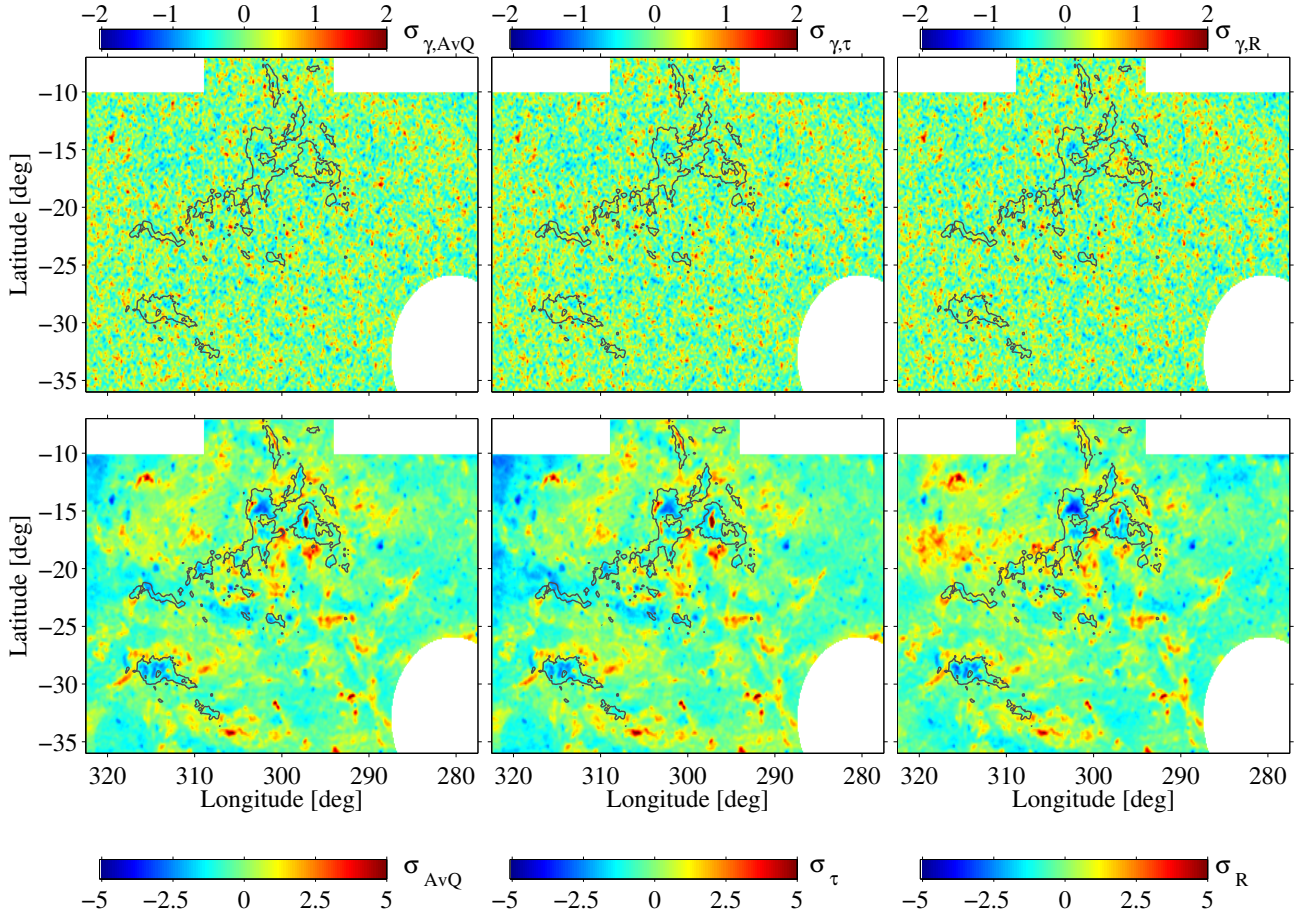 −2 −1 0 1 2 σ γ,AvQ −2 −1 0 1 2 σ γ,τ −2 −1 0 1 2 σ γ,R
−10
−15
−20
−25
−30
−35
Latitude [deg]
−10
−15
−20
−25
−30
−35
Latitude [deg]
320 310 300 290 280 320 310 300 290 280 320 310 300 290 280
Longitude [deg] Longitude [deg] Longitude [deg]
σ AvQ σ τ σ R
−5 −2.5 0 2.5 5 −5 −2.5 0 2.5 5 −5 −2.5 0 2.5 5